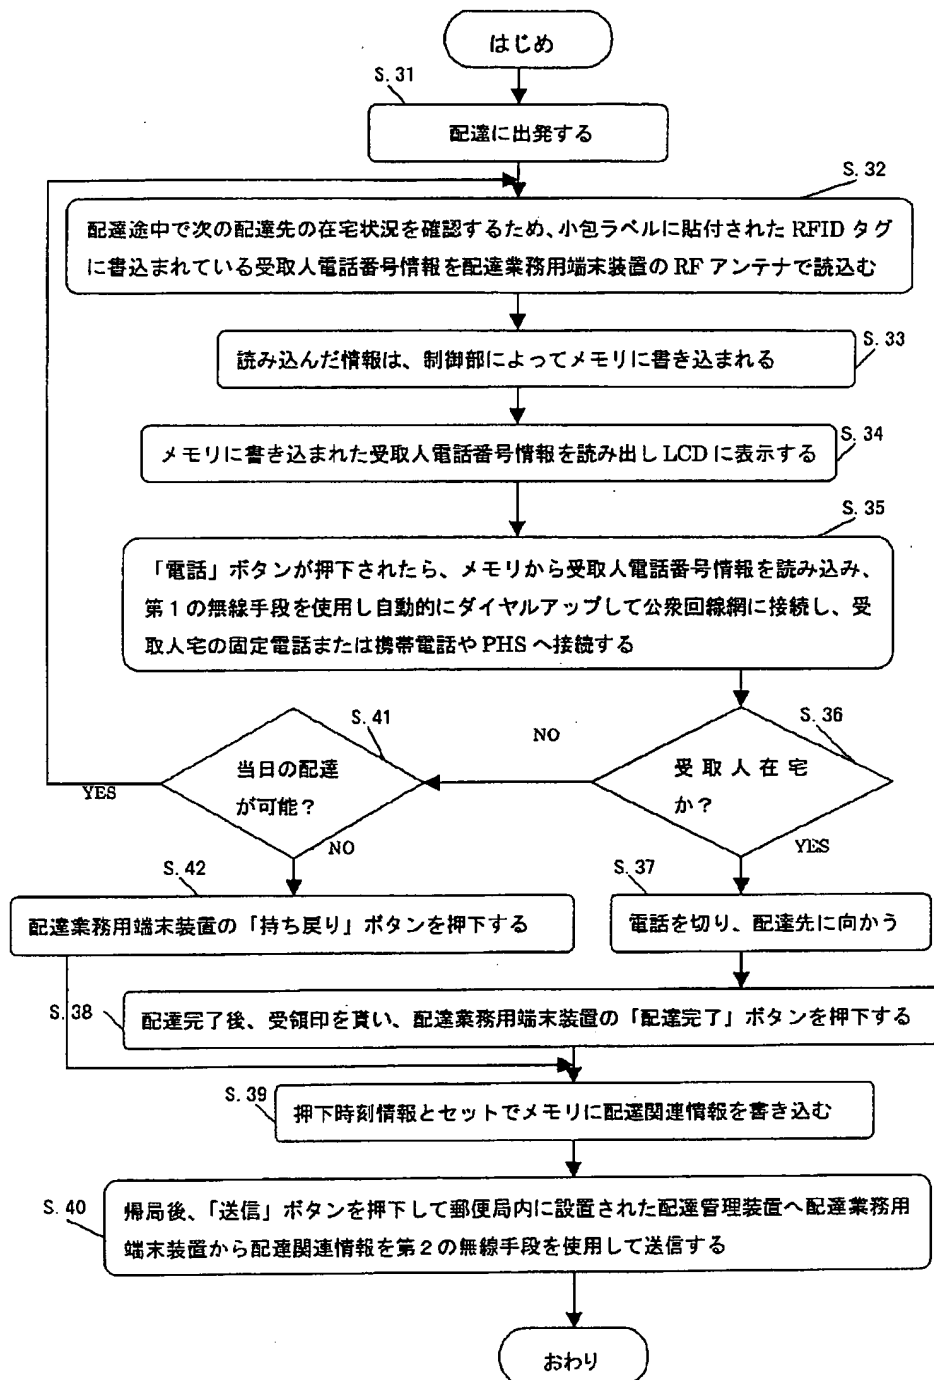 はじめ
S.31
配達に出発する
S.32
配達途中で次の配達先の在宅状況を確認するため、小包ラベルに貼付された RFID タグ
に書込まれている受取人電話番号情報を配達業務用端末装置の RF アンテナで読込む
S.33
読み込んだ情報は、制御部によってメモリに書き込まれる
S.34
メモリに書き込まれた受取人電話番号情報を読み出し LCD に表示する
S.35
「電話」ボタンが押下されたら、メモリから受取人電話番号情報を読み込み、
第1の無線手段を使用し自動的にダイヤルアップして公衆回線網に接続し、受
取人宅の固定電話または携帯電話や PHS へ接続する
S.36
受取人在宅
か?
NO
YES
S.41
当日の配達
が可能?
YES
NO
S.42
配達業務用端末装置の「持ち戻り」ボタンを押下する
S.37
電話を切り、配達先に向かう
S.38
配達完了後、受領印を貰い、配達業務用端末装置の「配達完了」ボタンを押下する
S.39
押下時刻情報とセットでメモリに配達関連情報を書き込む
S.40
帰局後、「送信」ボタンを押下して郵便局内に設置された配達管理装置へ配達業務用
端末装置から配達関連情報を第2の無線手段を使用して送信する
おわり